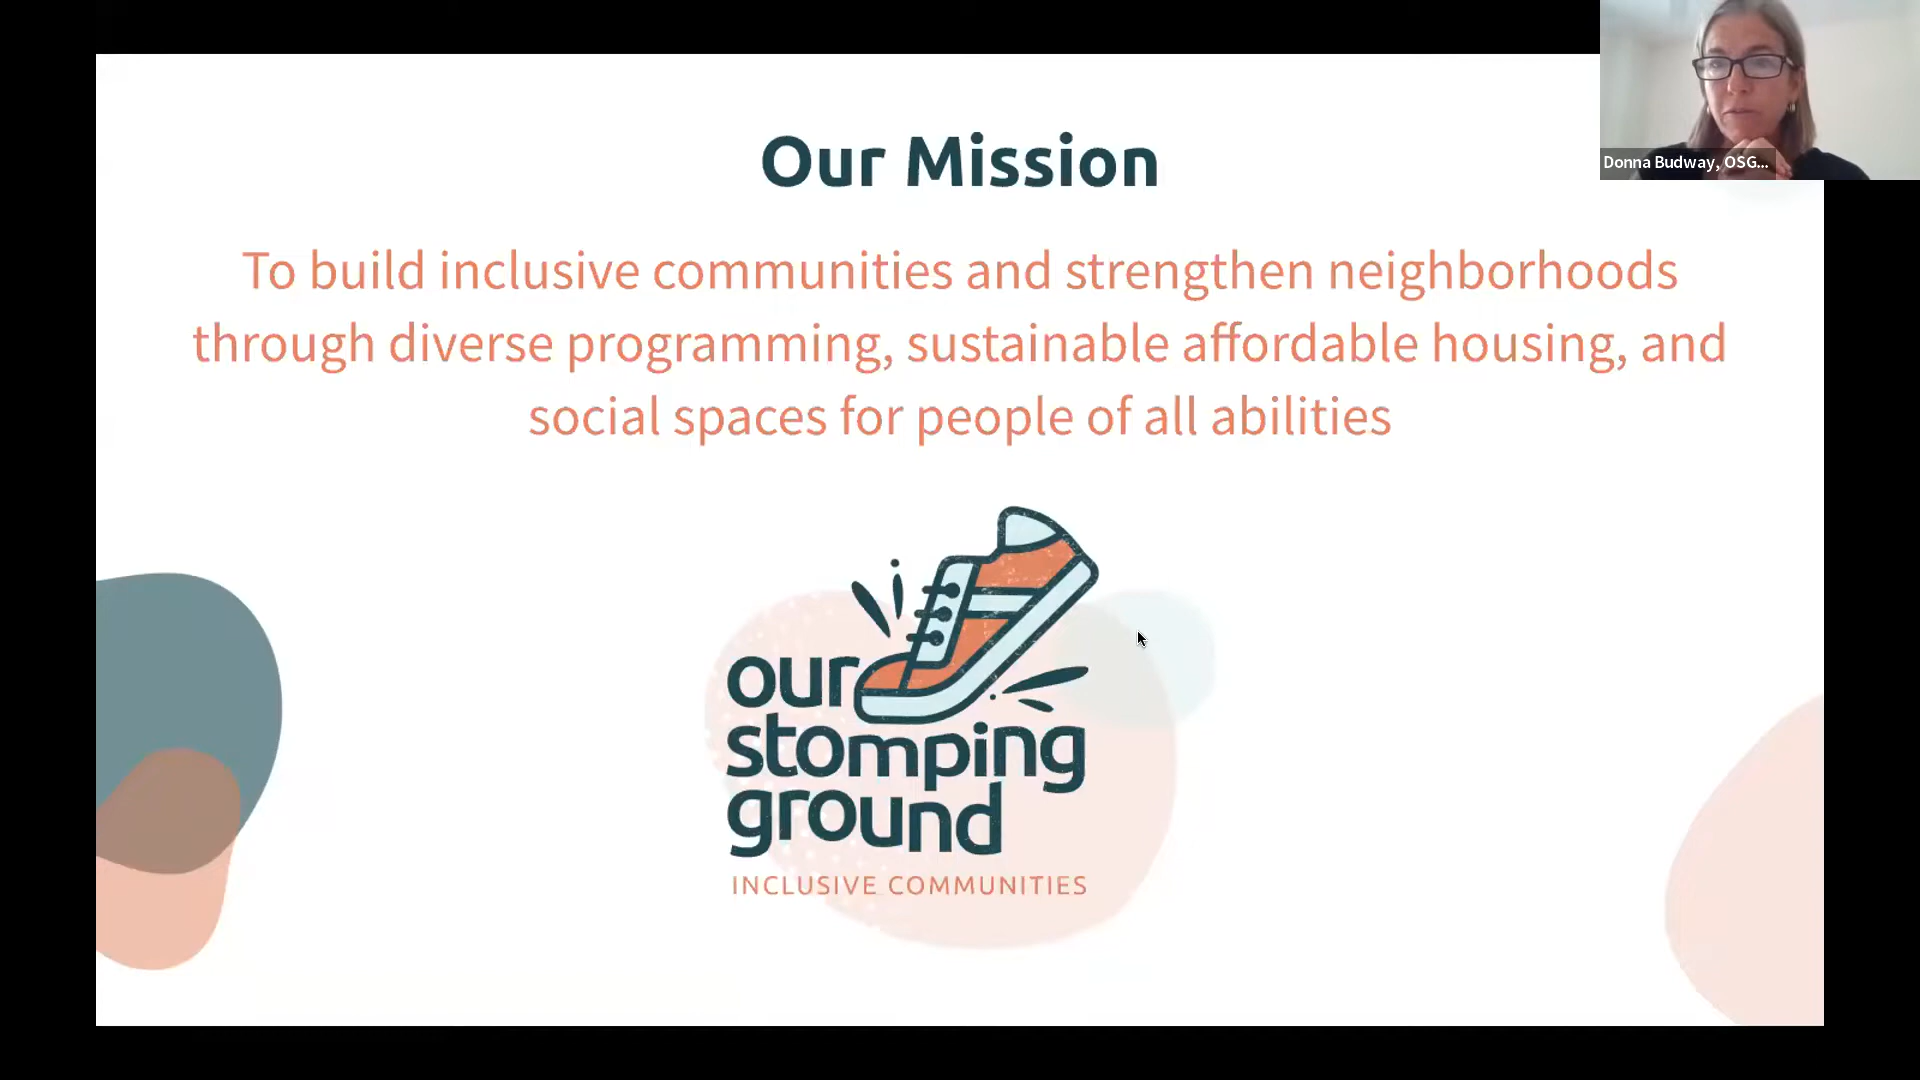 Our Mission
To build inclusive communities and strengthen neighborhoods
through diverse programming, sustainable affordable housing, and
social spaces for people of all abilities
our
stomping
ground
INCLUSIVE COMMUNITIES
Donna Budway, OSG...